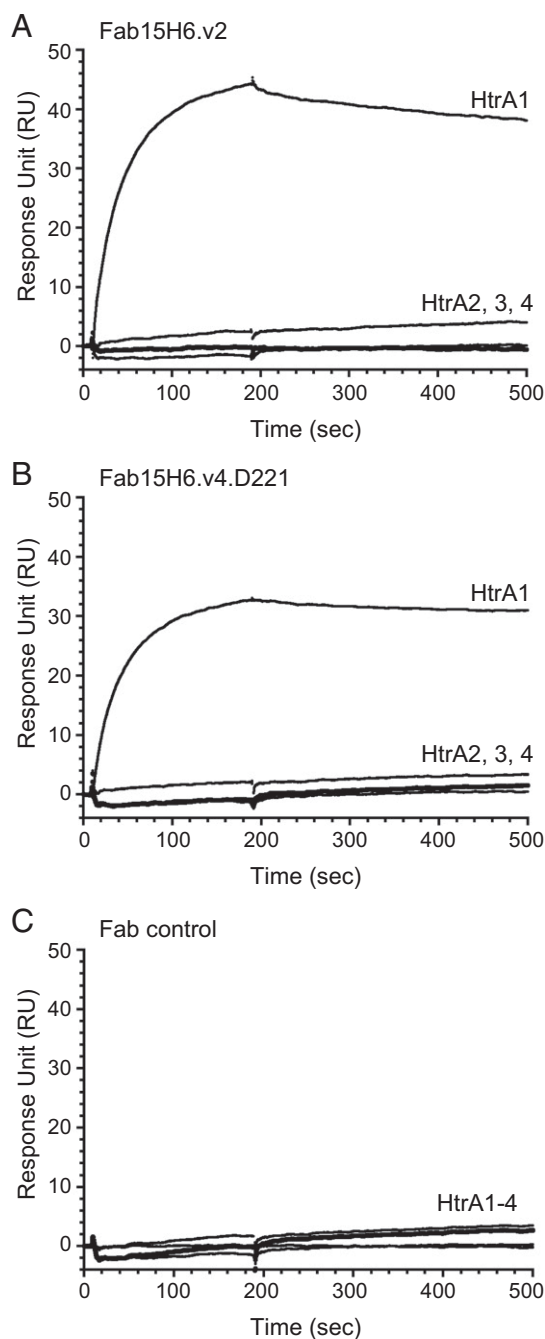 A
Fab15H6.v2
50
40
30
20
10
0
Response Unit (RU)
HtrA1
HtrA2, 3, 4
0 100 200 300 400 500
Time (sec)
B
Fab15H6.v4.D221
50
40
30
20
10
0
Response Unit (RU)
HtrA1
HtrA2, 3, 4
0 100 200 300 400 500
Time (sec)
C
Fab control
50
40
30
20
10
0
Response Unit (RU)
HtrA1-4
0 100 200 300 400 500
Time (sec)